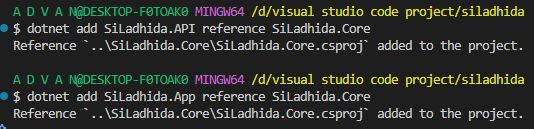 A D V A N@DESKTOP-F0TOAK0 MINGW64 /d/visual studio code project/siladhida
$ dotnet add SiLadhida.API reference SiLadhida.Core
Reference `..\SiLadhida.Core\SiLadhida.Core.csproj` added to the project.
A D V A N@DESKTOP-F0TOAK0 MINGW64 /d/visual studio code project/siladhida
$ dotnet add SiLadhida.App reference SiLadhida.Core
Reference `..\SiLadhida.Core\SiLadhida.Core.csproj` added to the project.